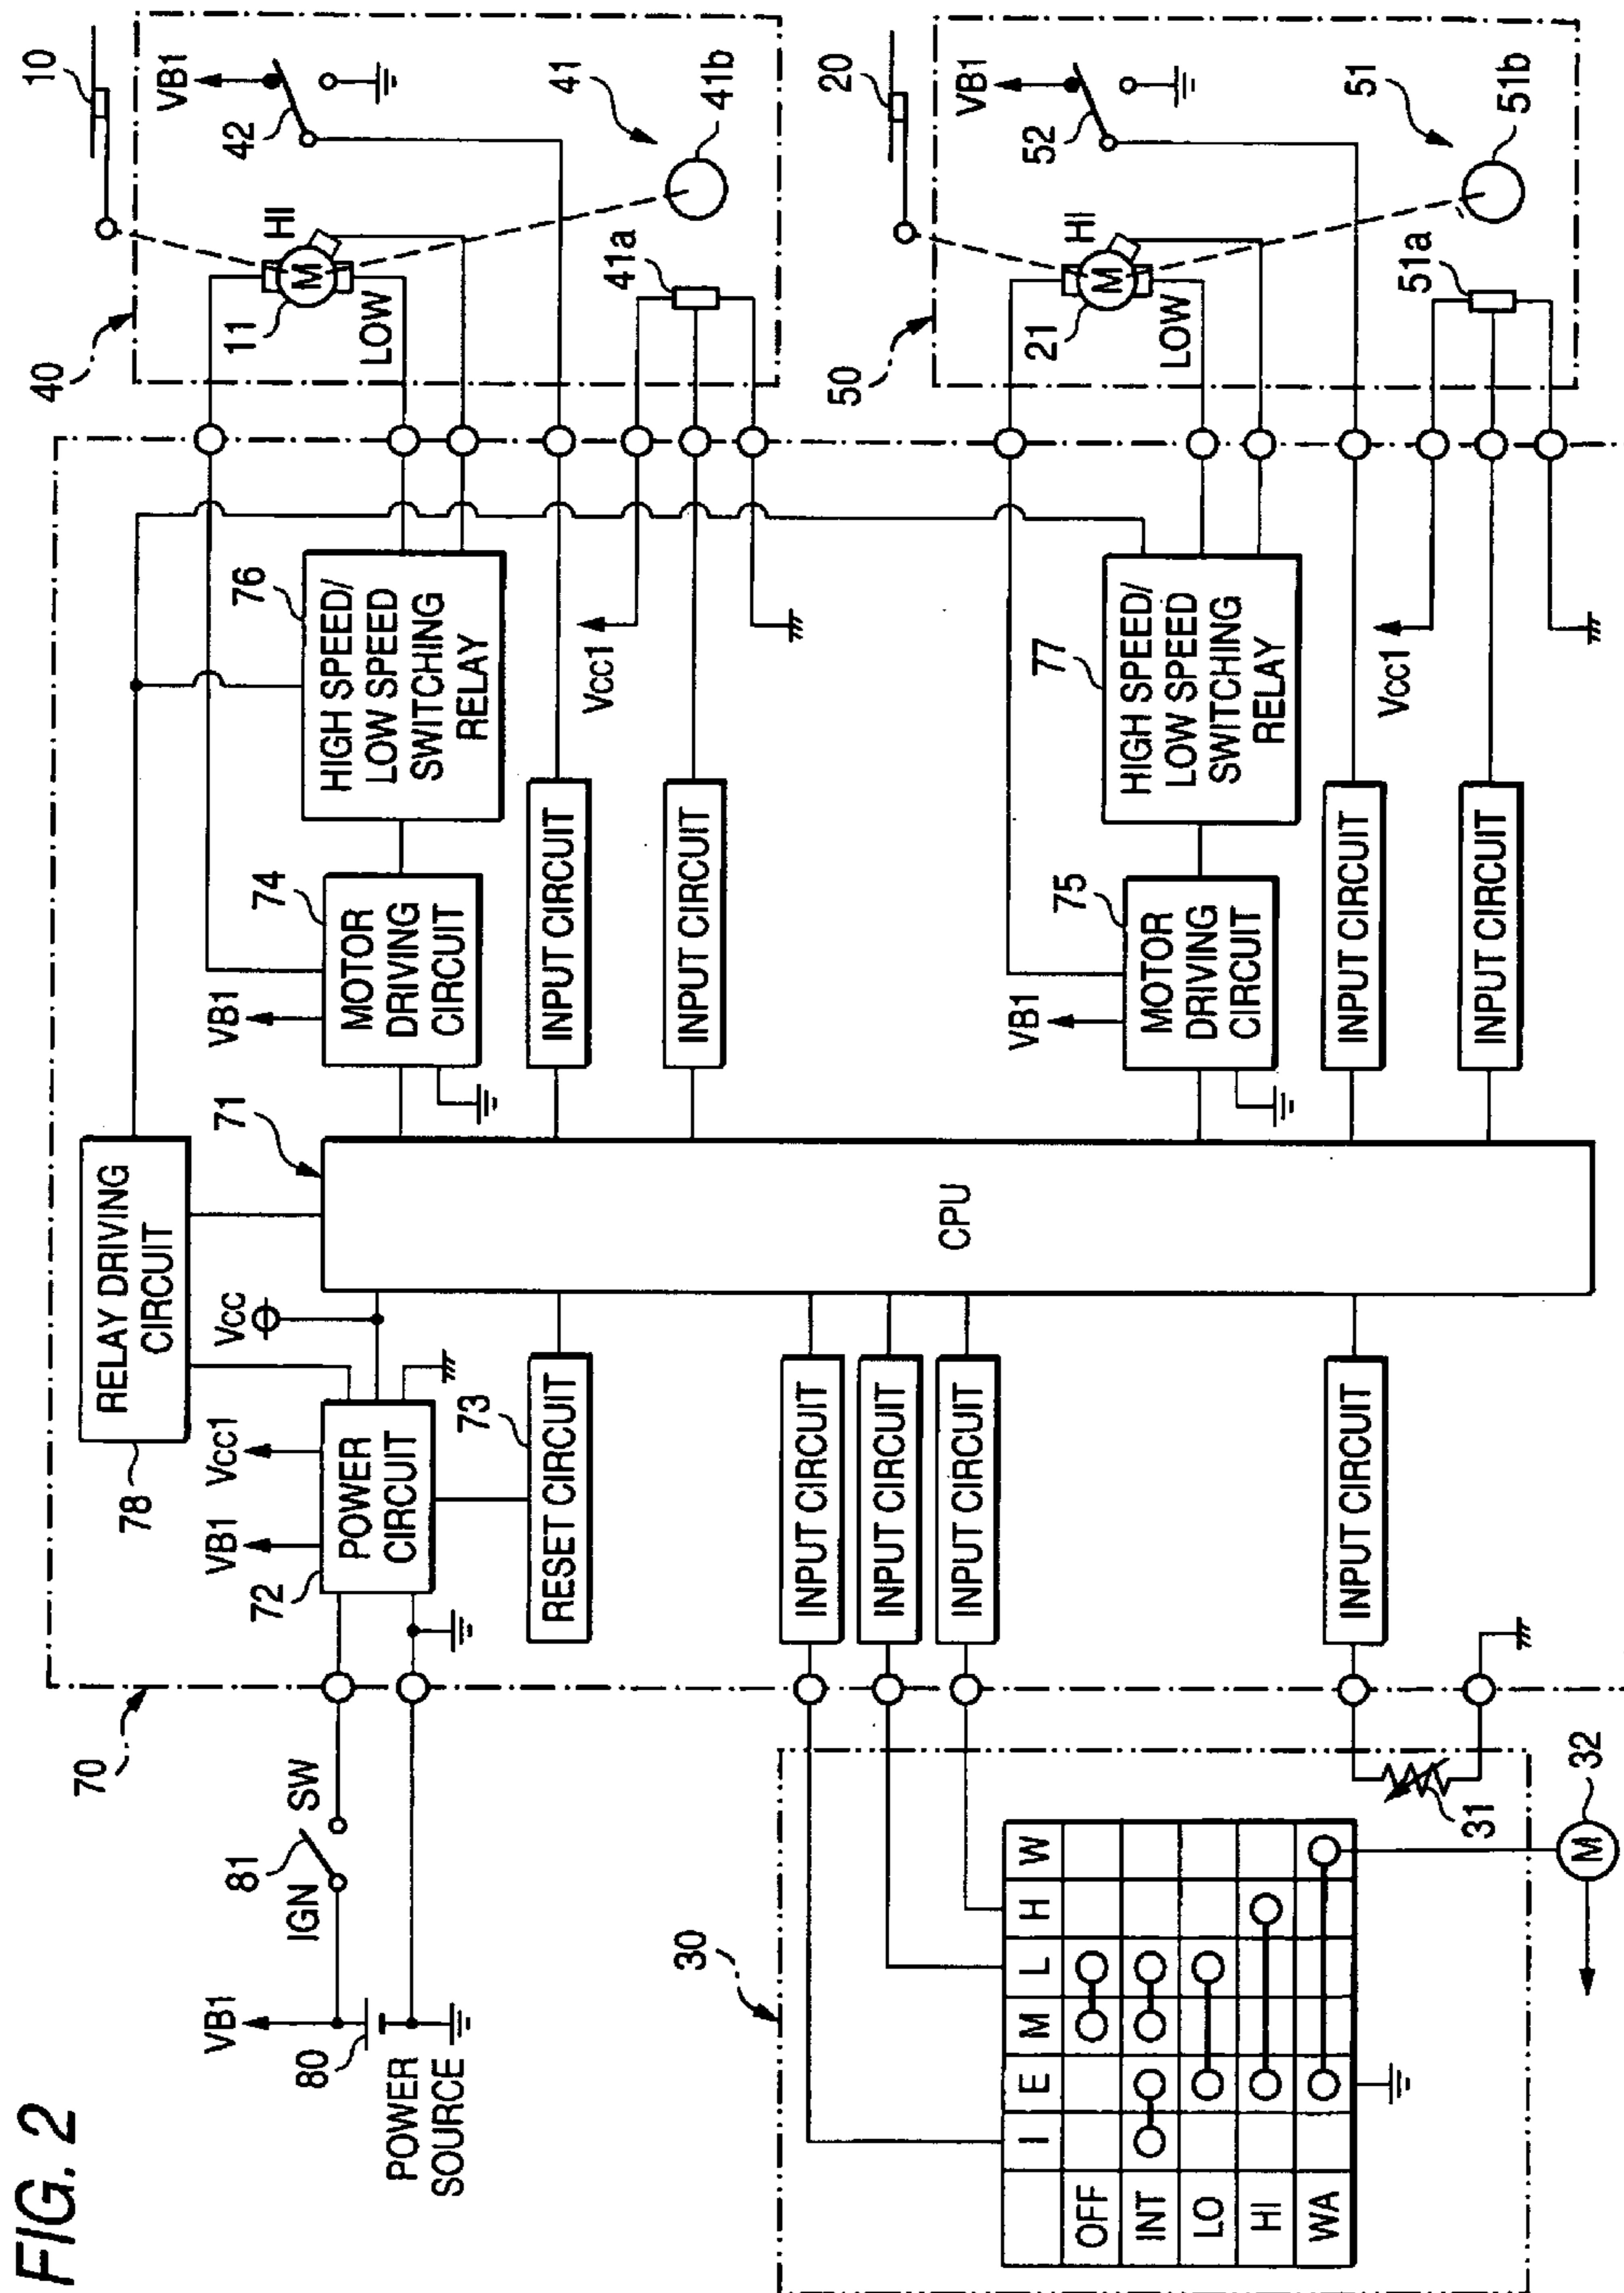 FIG. 2
VB1
80
POWER
SOURCE
IGN
81
SW
70
78
RELAY DRIVING
CIRCUIT
VB1
Vcc1
Vcc
72
POWER
CIRCUIT
73
RESET CIRCUIT
71
CPU
VB1
74
MOTOR
DRIVING
CIRCUIT
76
HIGH SPEED/
LOW SPEED
SWITCHING
RELAY
INPUT CIRCUIT
INPUT CIRCUIT
Vcc1
40
10
11
M
HI
LOW
VB1
42
41
41a
41b
VB1
75
MOTOR
DRIVING
CIRCUIT
77
HIGH SPEED/
LOW SPEED
SWITCHING
RELAY
INPUT CIRCUIT
INPUT CIRCUIT
Vcc1
50
20
21
M
HI
LOW
VB1
52
51
51a
51b
INPUT CIRCUIT
INPUT CIRCUIT
INPUT CIRCUIT
INPUT CIRCUIT
30
I E M L H W
OFF
INT
LO
HI
WA
31
32
M